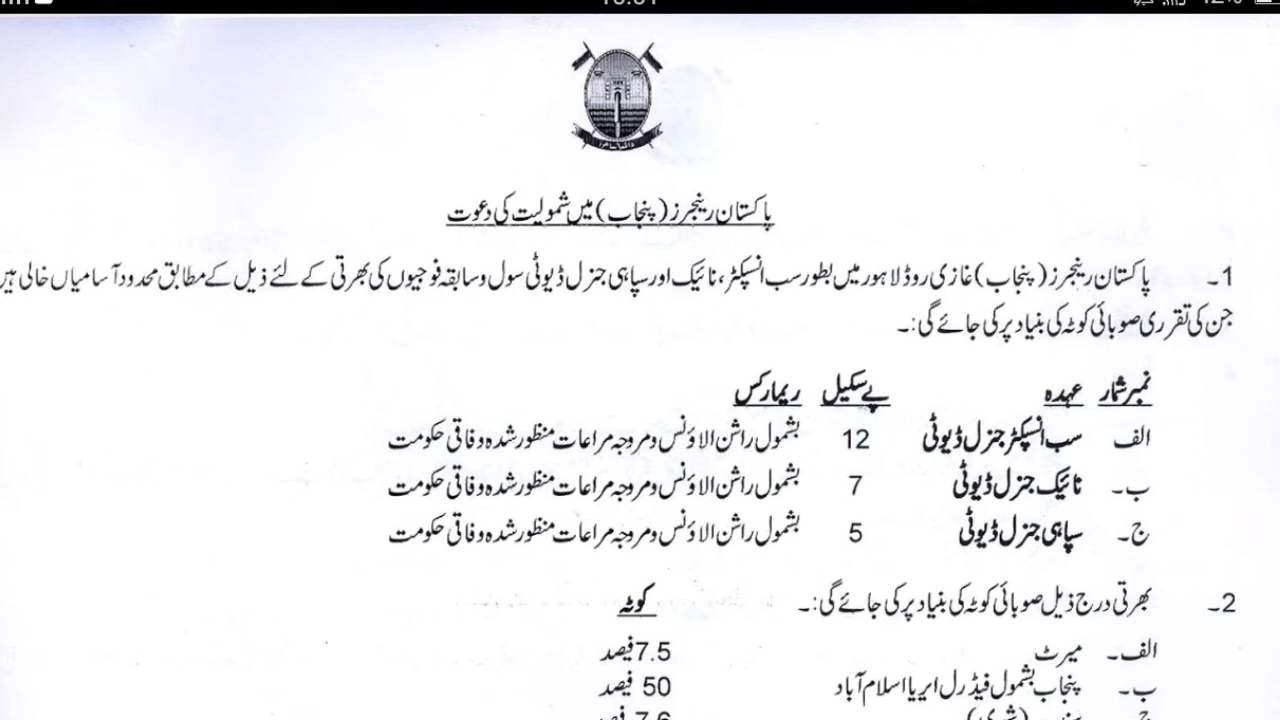 پاکستان رینجرز (پنجاب) میں شمولیت کی دعوت
1۔ پاکستان رینجرز (پنجاب) غازی روڈ لاہور میں بطور سب انسپکٹر، نائیک اور سپاہی جنرل ڈیوٹی سول و سابقہ فوجیوں کی بھرتی کے لئے ذیل کے مطابق محدود آسامیاں خالی ہیں
جن کی تقرری صوبائی کوٹہ کی بنیاد پر کی جائے گی:۔
نمبر شمار عہدہ پے سکیل ریمارکس
الف سب انسپکٹر جنرل ڈیوٹی 12 بشمول راشن الاؤنس و مروجہ مراعات منظور شدہ وفاقی حکومت
ب۔ نائیک جنرل ڈیوٹی 7 بشمول راشن الاؤنس و مروجہ مراعات منظور شدہ وفاقی حکومت
ج۔ سپاہی جنرل ڈیوٹی 5 بشمول راشن الاؤنس و مروجہ مراعات منظور شدہ وفاقی حکومت
2۔ بھرتی درج ذیل صوبائی کوٹہ کی بنیاد پر کی جائے گی:۔
کوٹہ
الف۔ میرٹ 7.5 فیصد
ب۔ پنجاب بشمول فیڈرل ایریا اسلام آباد 50 فیصد